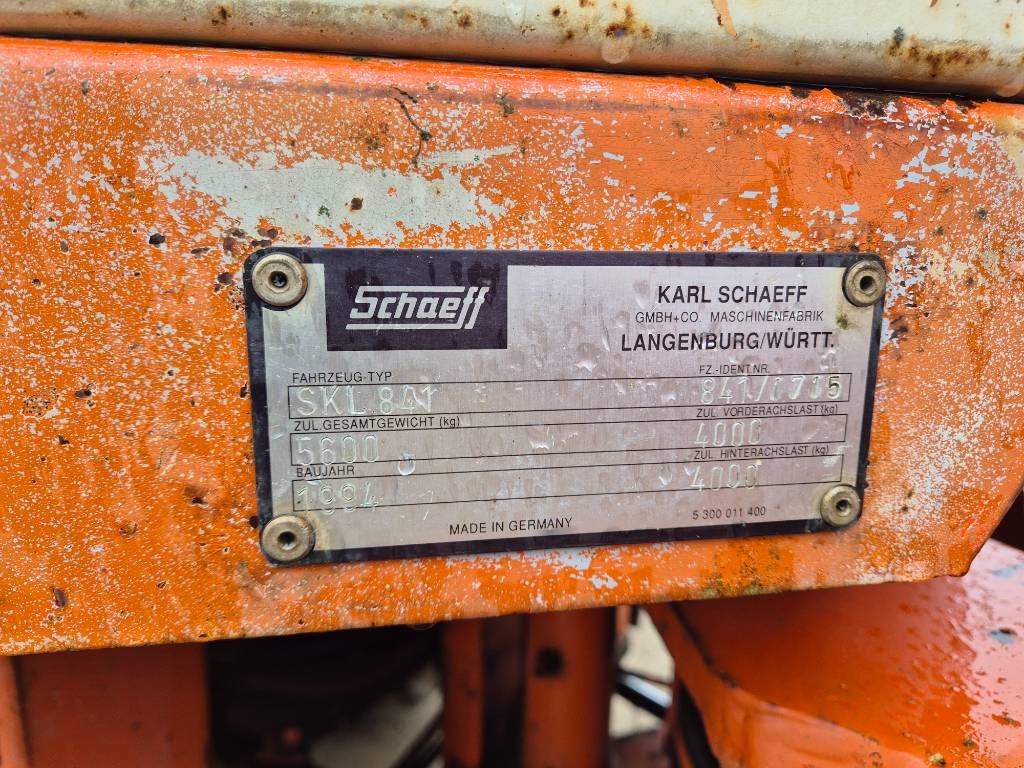 Schaeff
KARL SCHAEFF
GMBH+CO. MASCHINENFABRIK
LANGENBURG/WÜRTT.
FAHRZEUG-TYP FZ.-IDENT.NR.
SKL 841
ZUL.GESAMTGEWICHT (kg) ZUL. VORDERACHSLAST (kg)
5600 4000
BAUJAHR ZUL. HINTERACHSLAST (kg)
1994 4000
MADE IN GERMANY 5 300 011 400